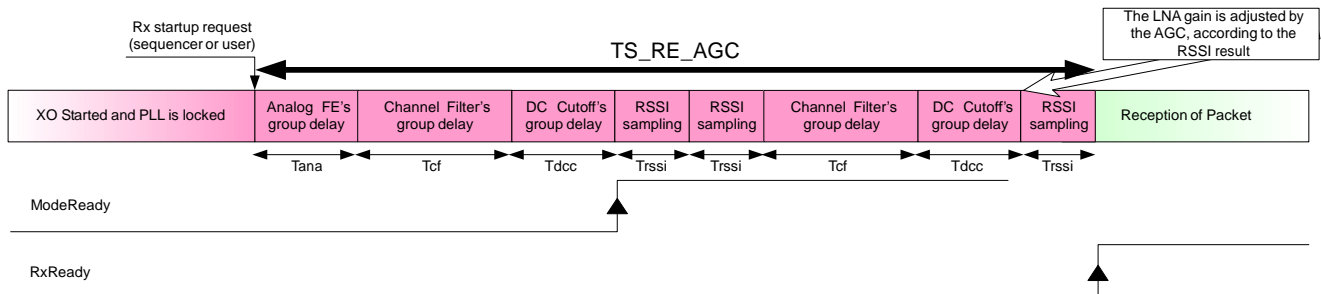 Rx startup request
(sequencer or user)
TS_RE_AGC
The LNA gain is adjusted by
the AGC, according to the
RSSI result
XO Started and PLL is locked
Analog FE's
group delay
Channel Filter's
group delay
DC Cutoff's
group delay
RSSI
sampling
RSSI
sampling
Channel Filter's
group delay
DC Cutoff's
group delay
RSSI
sampling
Reception of Packet
Tana
Tcf
Tdcc
Trssi
Trssi
Tcf
Tdcc
Trssi
ModeReady
RxReady